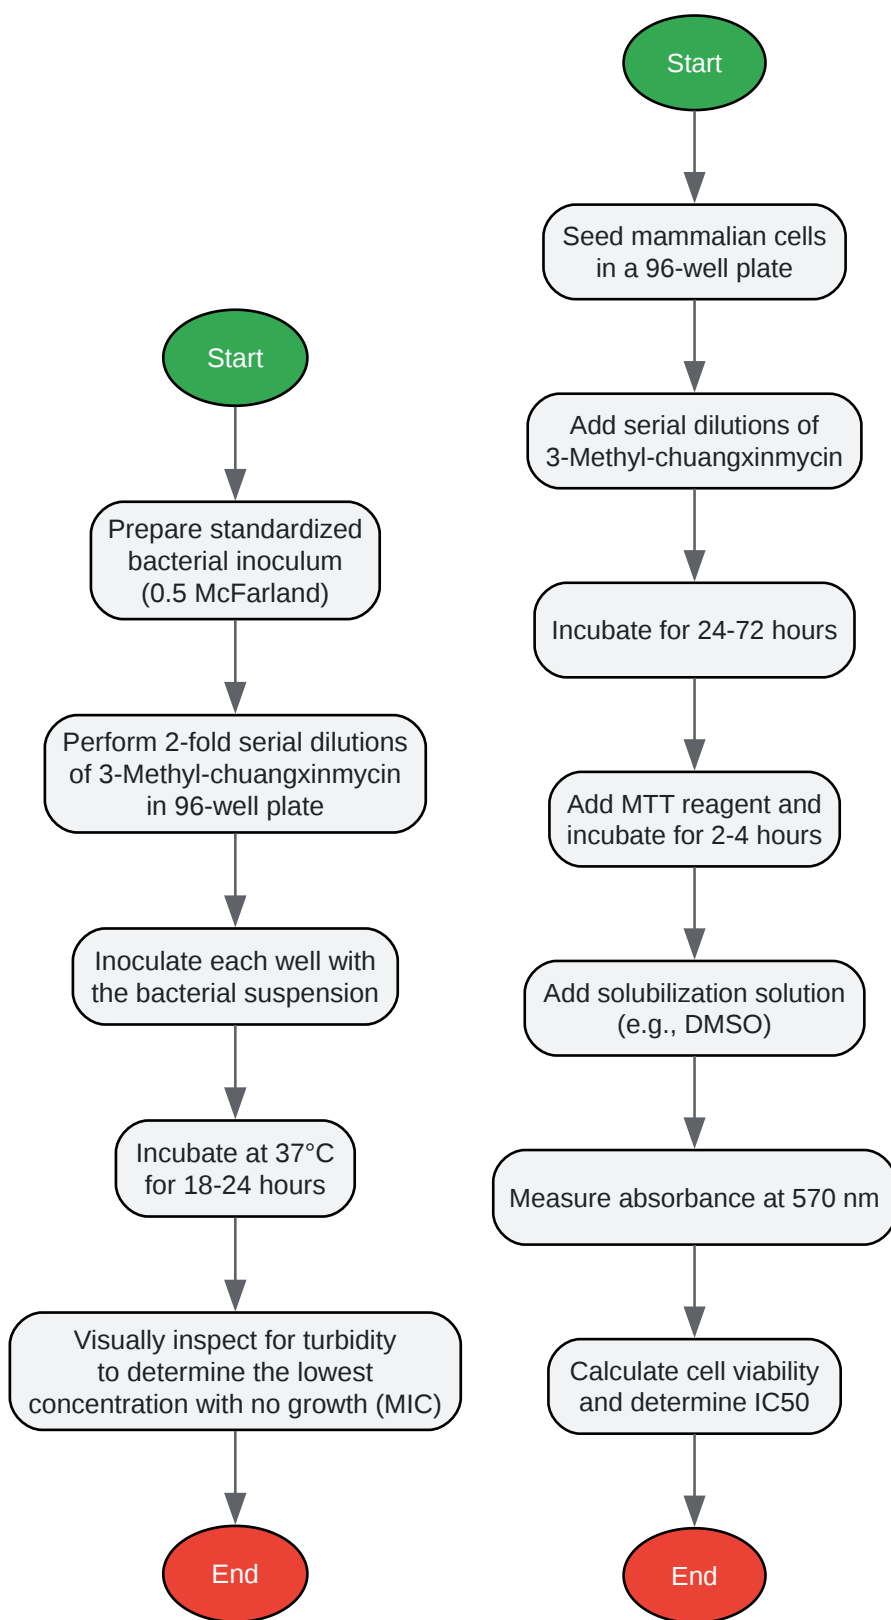 Start
Prepare standardized
bacterial inoculum
(0.5 McFarland)
Perform 2-fold serial dilutions
of 3-Methyl-chuangxinmycin
in 96-well plate
Inoculate each well with
the bacterial suspension
Incubate at 37°C
for 18-24 hours
Visually inspect for turbidity
to determine the lowest
concentration with no growth (MIC)
End
Start
Seed mammalian cells
in a 96-well plate
Add serial dilutions of
3-Methyl-chuangxinmycin
Incubate for 24-72 hours
Add MTT reagent and
incubate for 2-4 hours
Add solubilization solution
(e.g., DMSO)
Measure absorbance at 570 nm
Calculate cell viability
and determine IC50
End